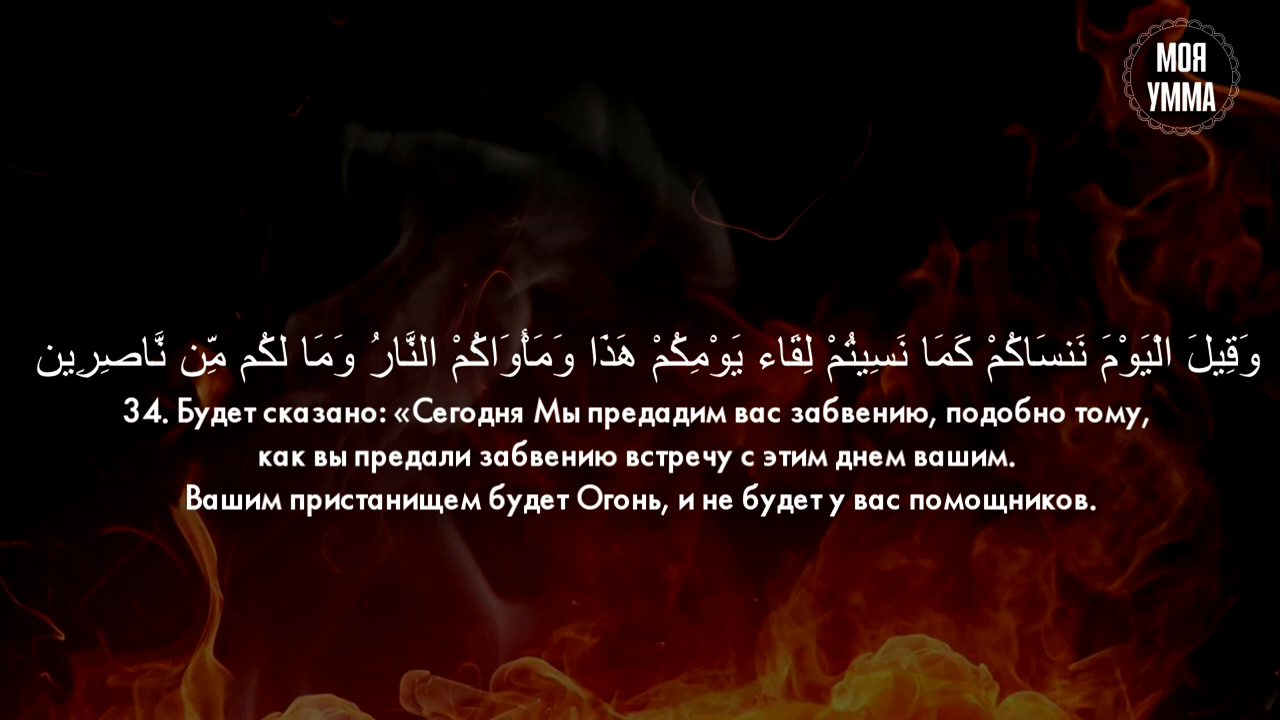 МОЯ
УММА
وَقِيلَ الْيَوْمَ نَنسَاكُمْ كَمَا نَسِيتُمْ لِقَاء يَوْمِكُمْ هَذَا وَمَأْوَاكُمْ النَّارُ وَمَا لَكُم مِّن نَّاصِرِين
34. Будет сказано: «Сегодня Мы предадим вас забвению, подобно тому,
как вы предали забвению встречу с этим днем вашим.
Вашим пристанищем будет Огонь, и не будет у вас помощников.